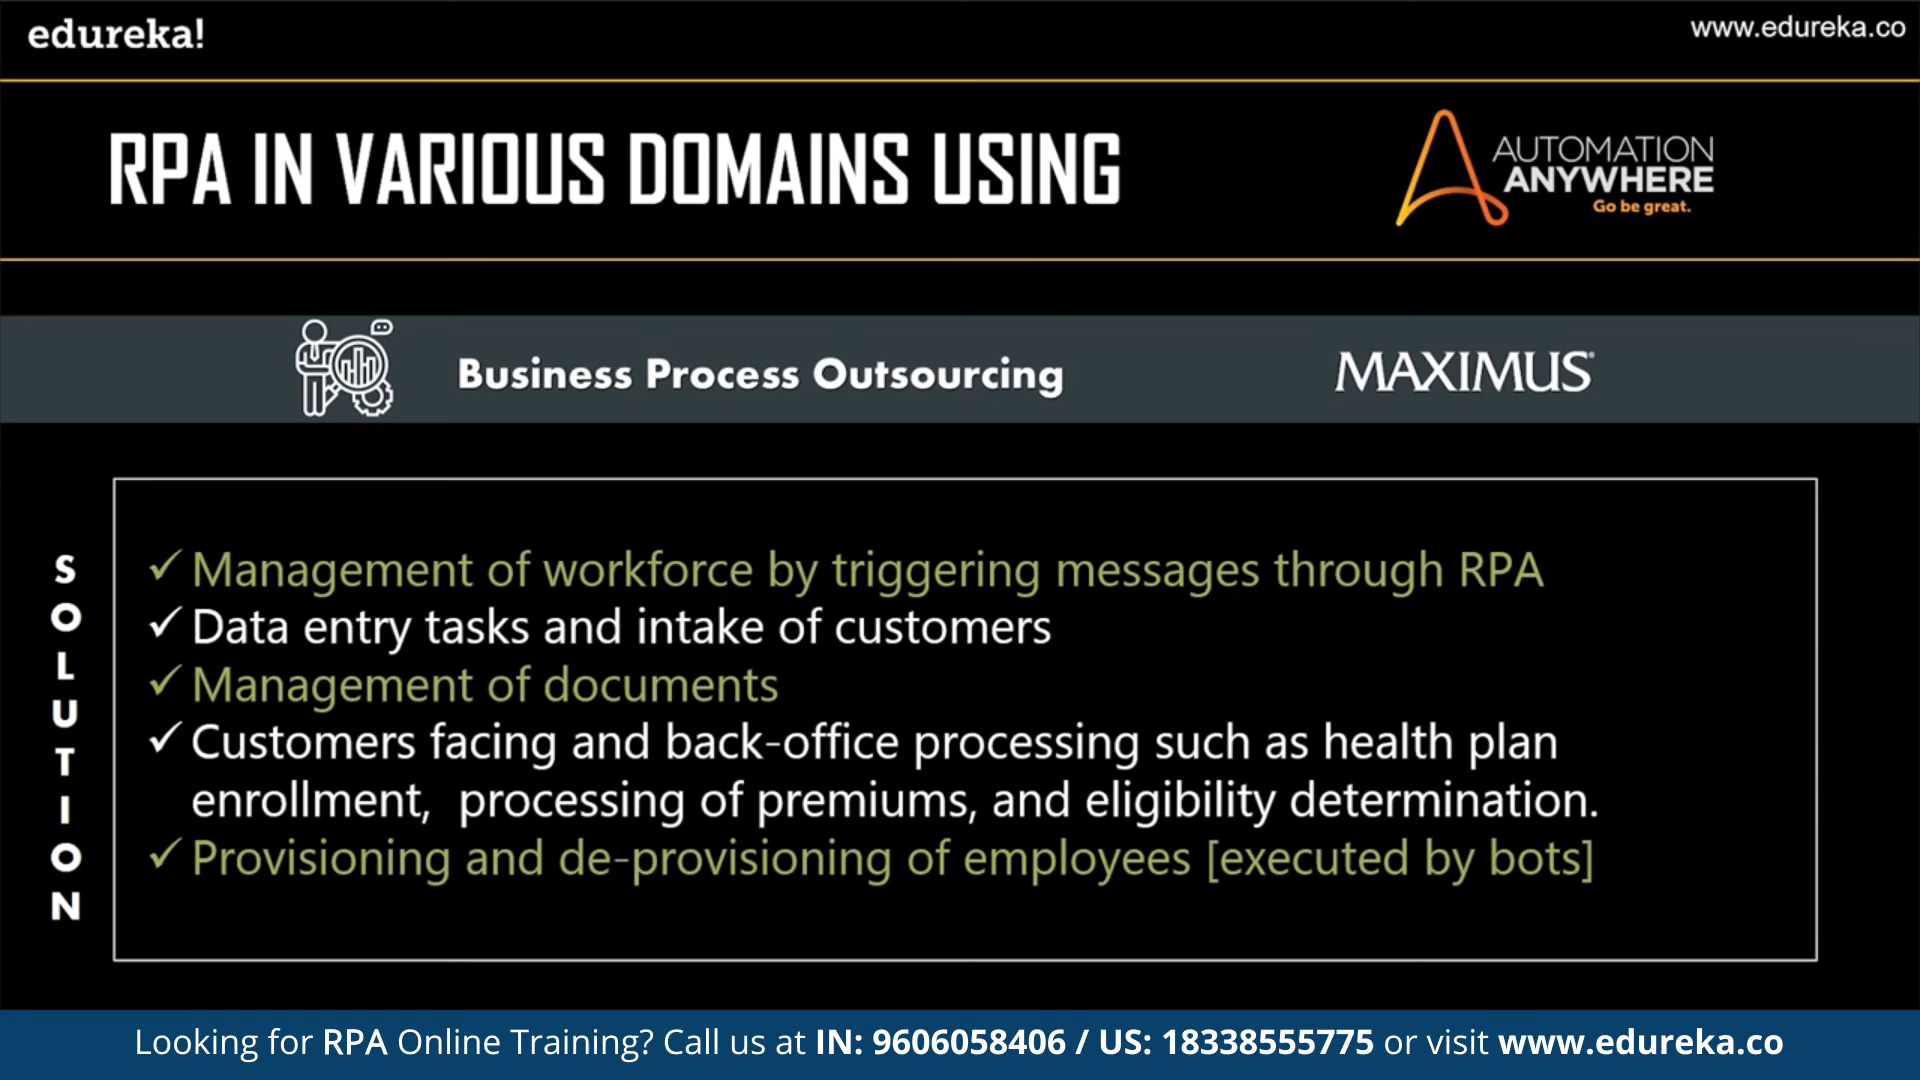 edureka!
www.edureka.co
RPA IN VARIOUS DOMAINS USING
AUTOMATION
ANYWHERE
Go be great.
Business Process Outsourcing
MAXIMUS®
SOLUTION
✓ Management of workforce by triggering messages through RPA
✓ Data entry tasks and intake of customers
✓ Management of documents
✓ Customers facing and back-office processing such as health plan
enrollment,  processing of premiums, and eligibility determination.
✓ Provisioning and de-provisioning of employees [executed by bots]
Looking for RPA Online Training? Call us at IN: 9606058406 / US: 18338555775 or visit www.edureka.co